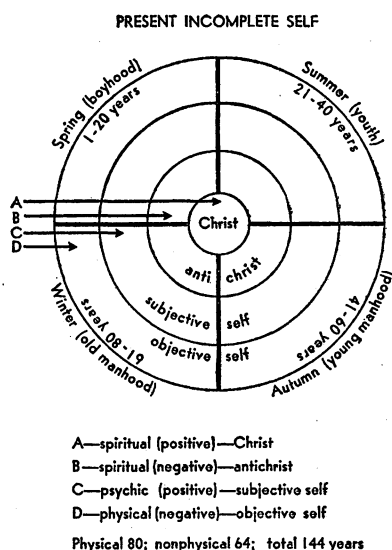 PRESENT INCOMPLETE SELF
Spring (boyhood)
1-20 years
Summer (youth)
21-40 years
A
B
C
D
Christ
anti christ
subjective self
objective self
61-80 years
Winter (old manhood)
41-60 years
Autumn (young manhood)
A—spiritual (positive)—Christ
B—spiritual (negative)—antichrist
C—psychic (positive)—subjective self
D—physical (negative)—objective self
Physical 80; nonphysical 64; total 144 years